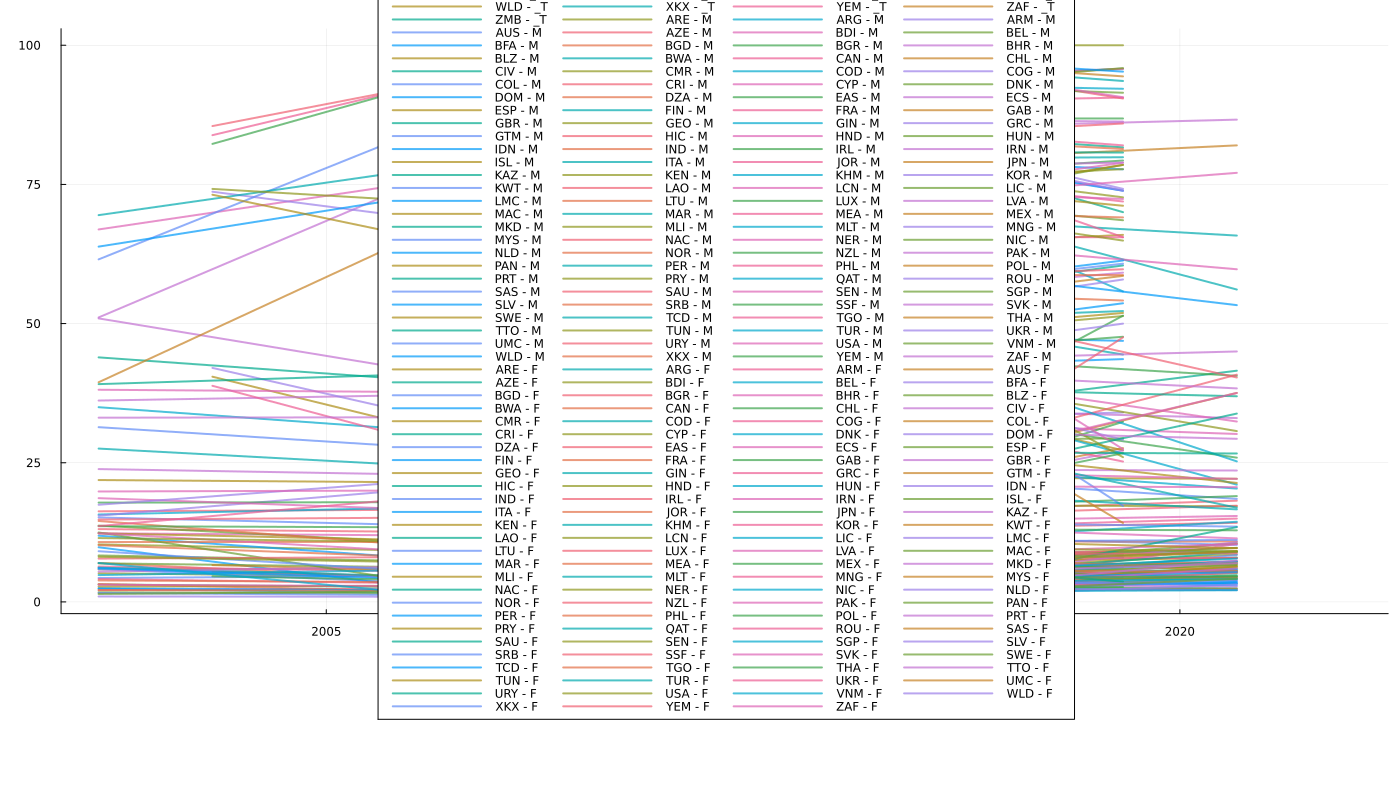 WLD - _T XKX - _T YEM - _T ZAF - _T
ZMB - _T ARE - M ARG - M ARM - M
AUS - M AZE - M BDI - M BEL - M
100 BFA - M BGD - M BGR - M BHR - M
BLZ - M BWA - M CAN - M CHL - M
CIV - M CMR - M COD - M COG - M
COL - M CRI - M CYP - M DNK - M
DOM - M DZA - M EAS - M ECS - M
ESP - M FIN - M FRA - M GAB - M
GBR - M GEO - M GIN - M GRC - M
GTM - M HIC - M HND - M HUN - M
IDN - M IND - M IRL - M IRN - M
ISL - M ITA - M JOR - M JPN - M
KAZ - M KEN - M KHM - M KOR - M
75 KWT - M LAO - M LCN - M LIC - M
LMC - M LTU - M LUX - M LVA - M
MAC - M MAR - M MEA - M MEX - M
MKD - M MLI - M MLT - M MNG - M
MYS - M NAC - M NER - M NIC - M
NLD - M NOR - M NZL - M PAK - M
PAN - M PER - M PHL - M POL - M
PRT - M PRY - M QAT - M ROU - M
SAS - M SAU - M SEN - M SGP - M
SLV - M SRB - M SSF - M SVK - M
50 SWE - M TCD - M TGO - M THA - M
TTO - M TUN - M TUR - M UKR - M
UMC - M URY - M USA - M VNM - M
WLD - M XKX - M YEM - M ZAF - M
ARE - F ARG - F ARM - F AUS - F
AZE - F BDI - F BEL - F BFA - F
BGD - F BGR - F BHR - F BLZ - F
BWA - F CAN - F CHL - F CIV - F
CMR - F COD - F COG - F COL - F
CRI - F CYP - F DNK - F DOM - F
DZA - F EAS - F ECS - F ESP - F
25 FIN - F FRA - F GAB - F GBR - F
GEO - F GIN - F GRC - F GTM - F
HIC - F HND - F HUN - F IDN - F
IND - F IRL - F IRN - F ISL - F
ITA - F JOR - F JPN - F KAZ - F
KEN - F KHM - F KOR - F KWT - F
LAO - F LCN - F LIC - F LMC - F
LTU - F LUX - F LVA - F MAC - F
MAR - F MEA - F MEX - F MKD - F
MLI - F MLT - F MNG - F MYS - F
NAC - F NER - F NIC - F NLD - F
0 NOR - F NZL - F PAK - F PAN - F
PER - F PHL - F POL - F PRT - F
PRY - F QAT - F ROU - F SAS - F
2005 2020
SAU - F SEN - F SGP - F SLV - F
SRB - F SSF - F SVK - F SWE - F
TCD - F TGO - F THA - F TTO - F
TUN - F TUR - F UKR - F UMC - F
URY - F USA - F VNM - F WLD - F
XKX - F YEM - F ZAF - F